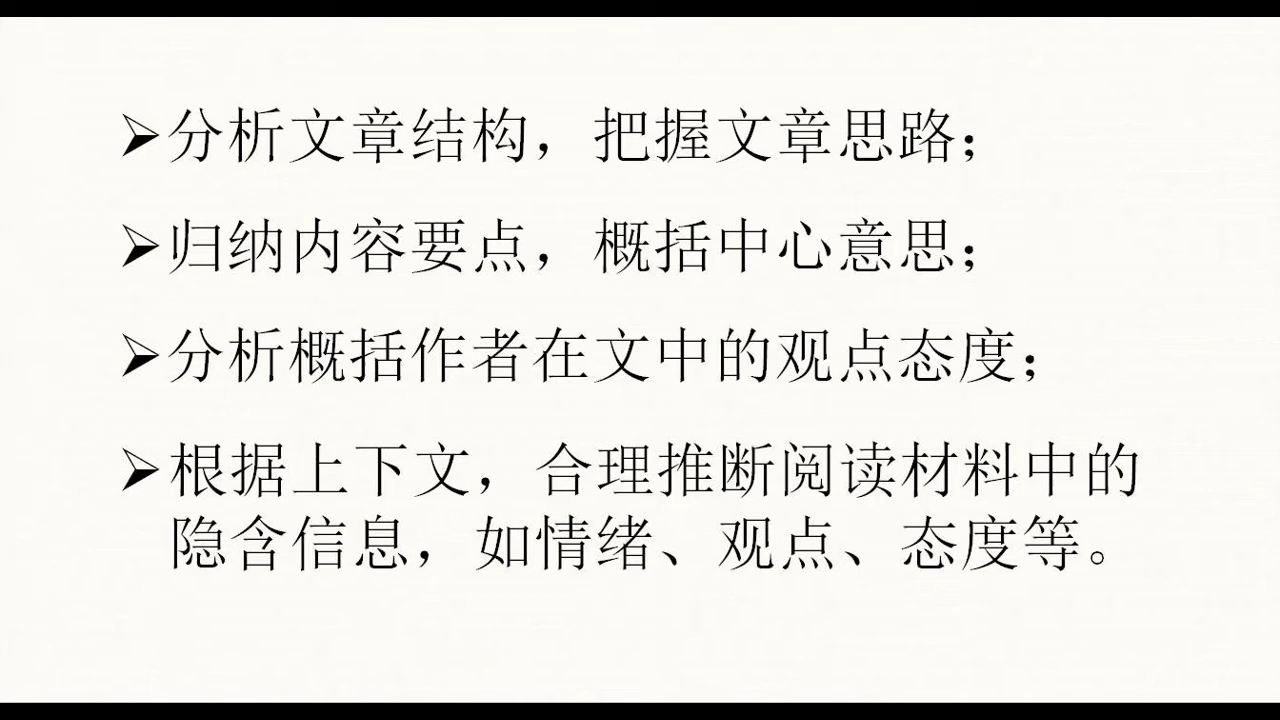 ➢分析文章结构，把握文章思路；
➢归纳内容要点，概括中心意思；
➢分析概括作者在文中的观点态度；
➢根据上下文，合理推断阅读材料中的
隐含信息，如情绪、观点、态度等。